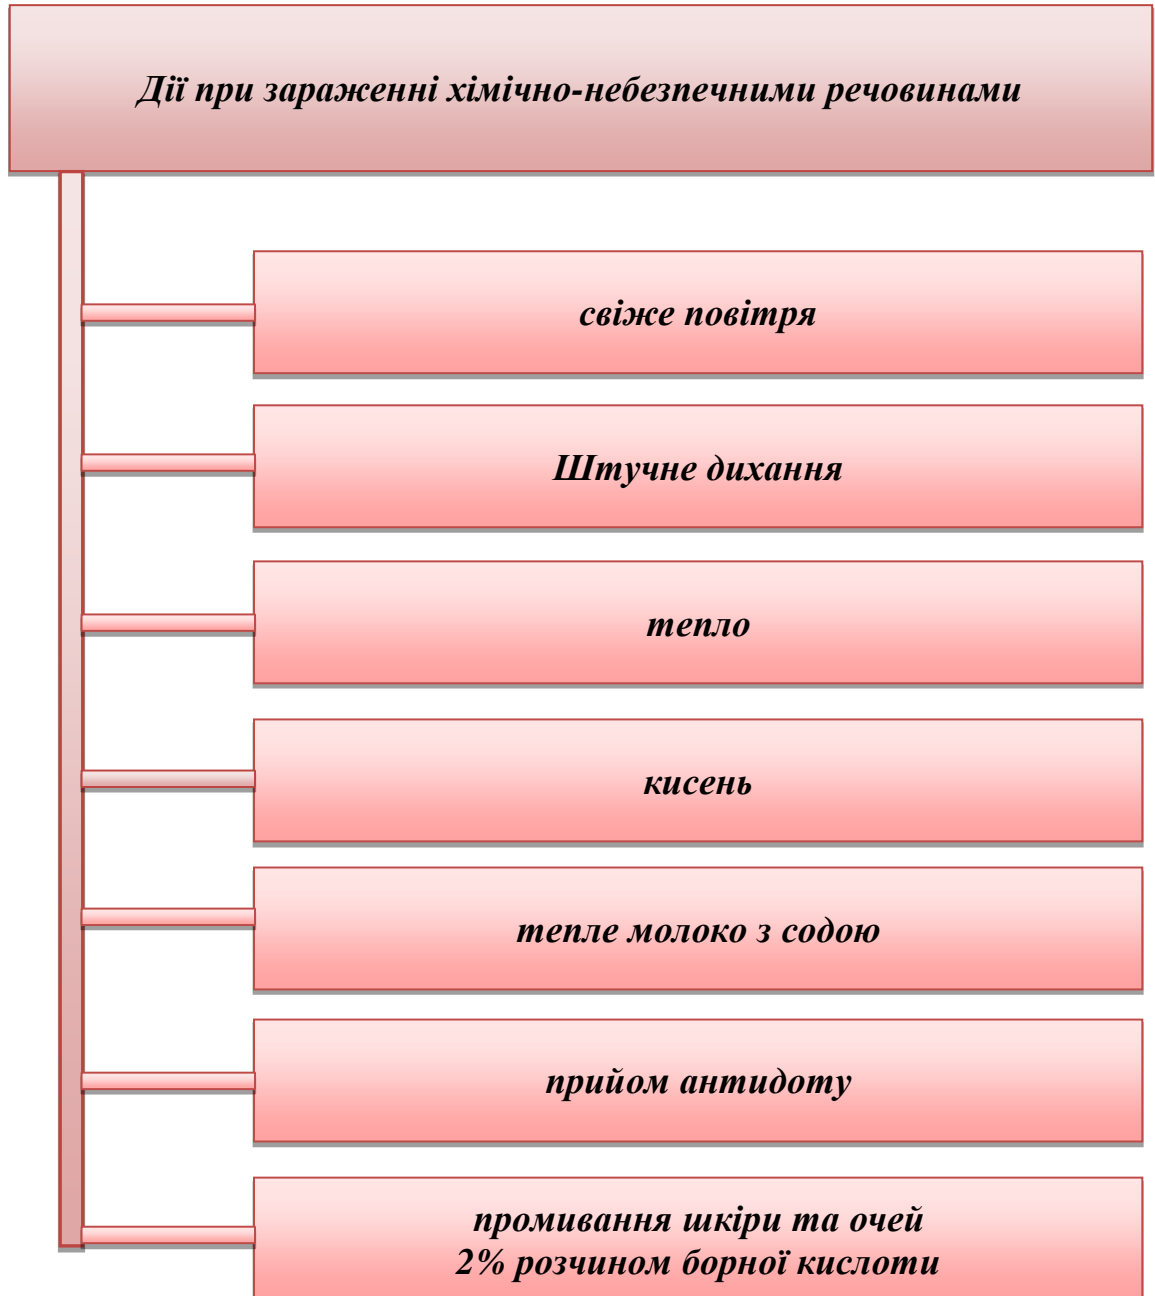 Дії при зараженні хімічно-небезпечними речовинами
свіже повітря
Штучне дихання
тепло
кисень
тепле молоко з содою
прийом антидоту
промивання шкіри та очей
2% розчином борної кислоти